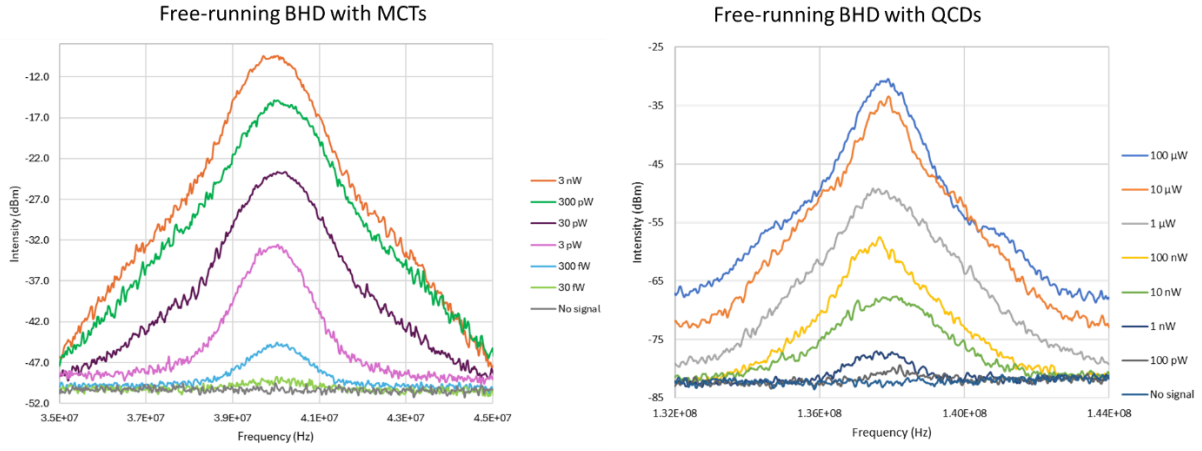 Free-running BHD with MCTs
-12.0
-17.0
-22.0
-27.0
-32.0
-37.0
-42.0
-47.0
-52.0
Intensity (dBm)
3.5E+07 3.7E+07 3.9E+07 4.1E+07 4.3E+07 4.5E+07
Frequency (Hz)
3 nW
300 pW
30 pW
3 pW
300 fW
30 fW
No signal
Free-running BHD with QCDs
-25
-35
-45
-55
-65
-75
-85
Intensity (dBm)
1.32E+08 1.36E+08 1.40E+08 1.44E+08
Frequency (Hz)
100 µW
10 µW
1 µW
100 nW
10 nW
1 nW
100 pW
No signal